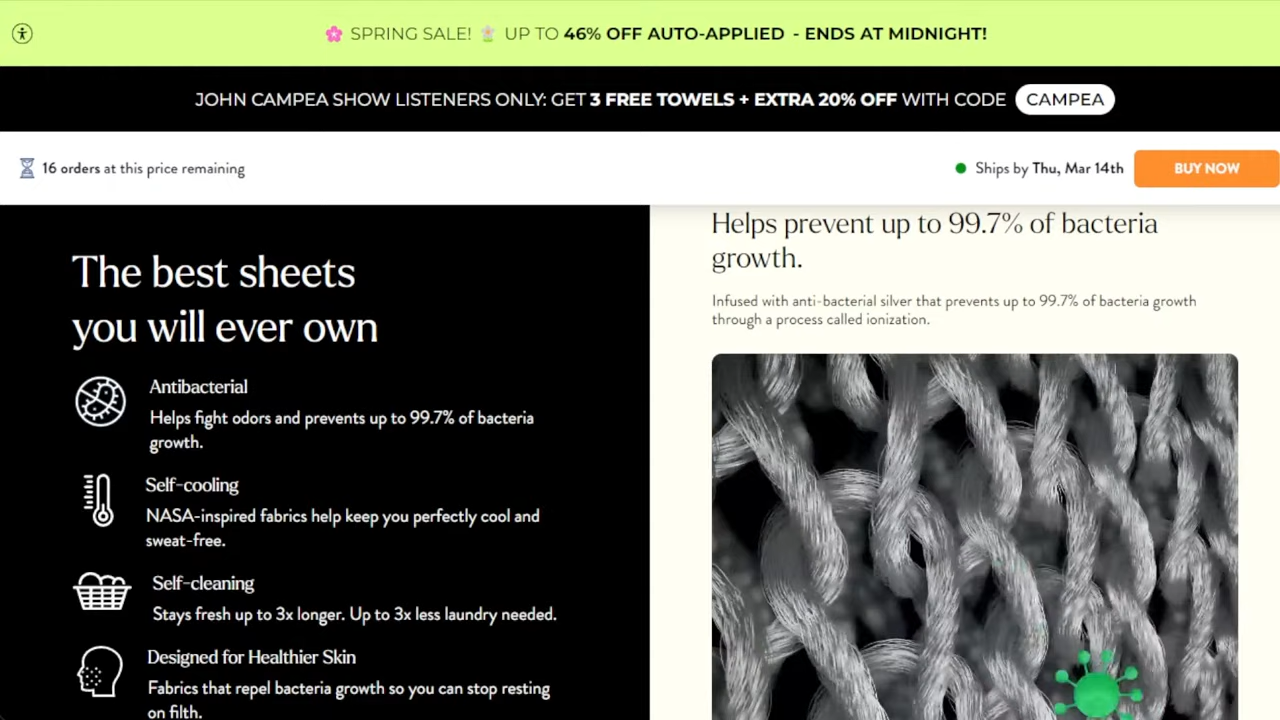 🌸 SPRING SALE! 🌷 UP TO 46% OFF AUTO-APPLIED - ENDS AT MIDNIGHT!
JOHN CAMPEA SHOW LISTENERS ONLY: GET 3 FREE TOWELS + EXTRA 20% OFF WITH CODE CAMPEA
16 orders at this price remaining
Ships by Thu, Mar 14th
BUY NOW
The best sheets
you will ever own
Antibacterial
Helps fight odors and prevents up to 99.7% of bacteria
growth.
Self-cooling
NASA-inspired fabrics help keep you perfectly cool and
sweat-free.
Self-cleaning
Stays fresh up to 3x longer. Up to 3x less laundry needed.
Designed for Healthier Skin
Fabrics that repel bacteria growth so you can stop resting
on filth.
Helps prevent up to 99.7% of bacteria
growth.
Infused with anti-bacterial silver that prevents up to 99.7% of bacteria growth
through a process called ionization.